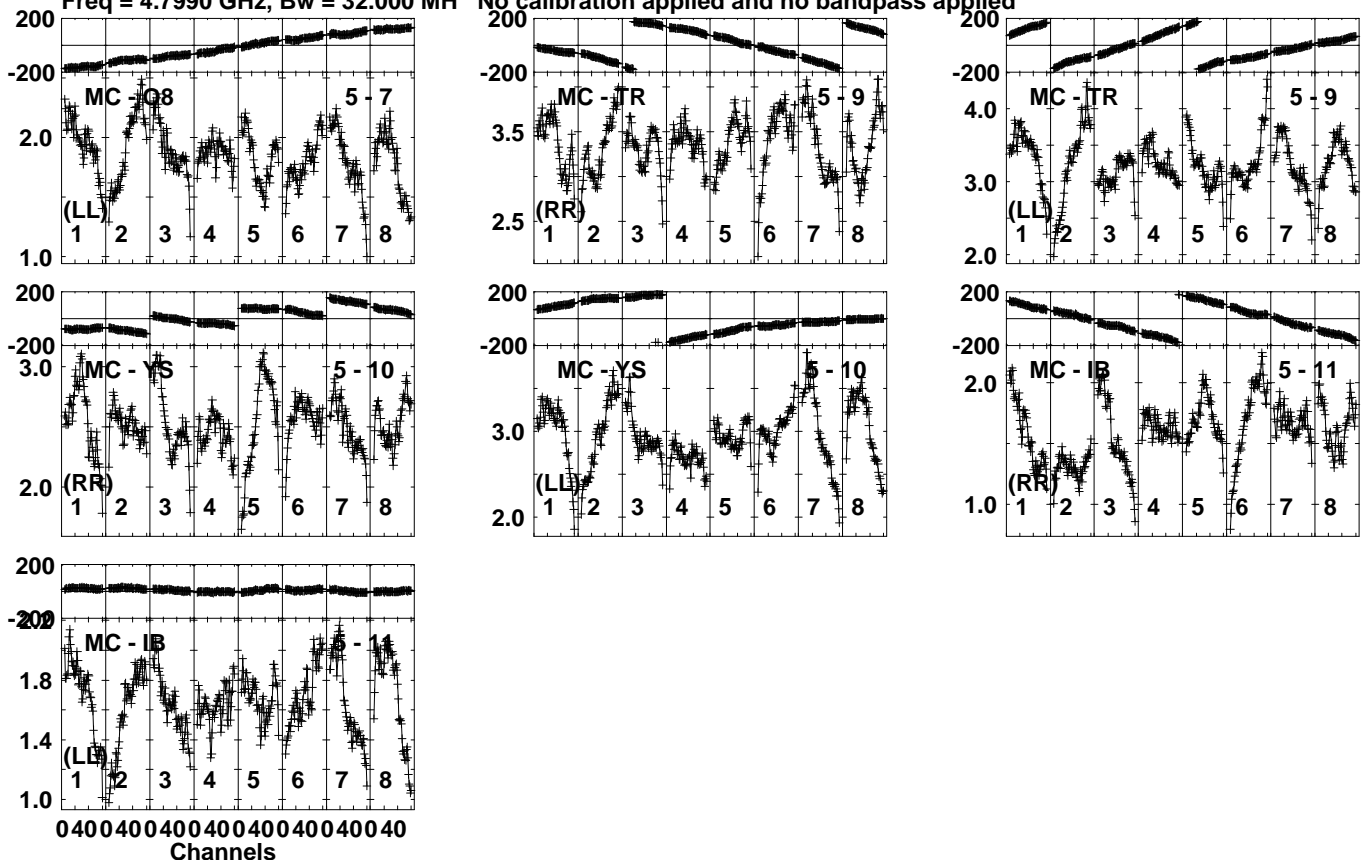 Freq = 4.7990 GHz, Bw = 32.000 MH No calibration applied and no bandpass applied
200
-200
MC - O8 5 - 7
2.0
(LL)
1 2 3 4 5 6 7 8
1.0
200
-200
MC - TR 5 - 9
3.5
2.5
(RR)
1 2 3 4 5 6 7 8
200
-200
MC - TR 5 - 9
4.0
3.0
(LL)
1 2 3 4 5 6 7 8
2.0
200
-200
3.0
MC - YS 5 - 10
2.0
(RR)
1 2 3 4 5 6 7 8
200
-200
MC - YS 5 - 10
3.0
(LL)
1 2 3 4 5 6 7 8
2.0
200
-200
MC - IB 5 - 11
2.0
(RR)
1.0
1 2 3 4 5 6 7 8
200
-200
2.2
MC - IB 5 - 11
1.8
1.4
(LL)
1 2 3 4 5 6 7 8
1.0
0 40 0 40 0 40 0 40 0 40 0 40 0 40 0 40
Channels